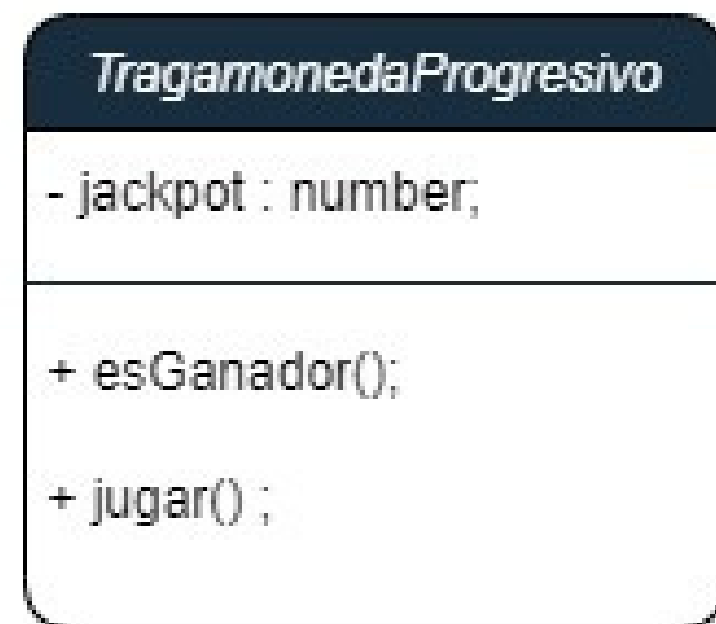 TragamonedaProgresivo
- jackpot : number;
+ esGanador();
+ jugar() ;